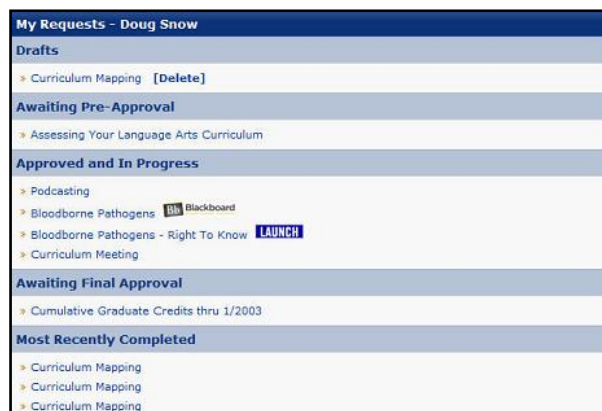 My Requests - Doug Snow
Drafts
» Curriculum Mapping [Delete]
Awaiting Pre-Approval
» Assessing Your Language Arts Curriculum
Approved and In Progress
» Podcasting
» Bloodborne Pathogens Bb Blackboard
» Bloodborne Pathogens - Right To Know LAUNCH
» Curriculum Meeting
Awaiting Final Approval
» Cumulative Graduate Credits thru 1/2003
Most Recently Completed
» Curriculum Mapping
» Curriculum Mapping
» Curriculum Mapping